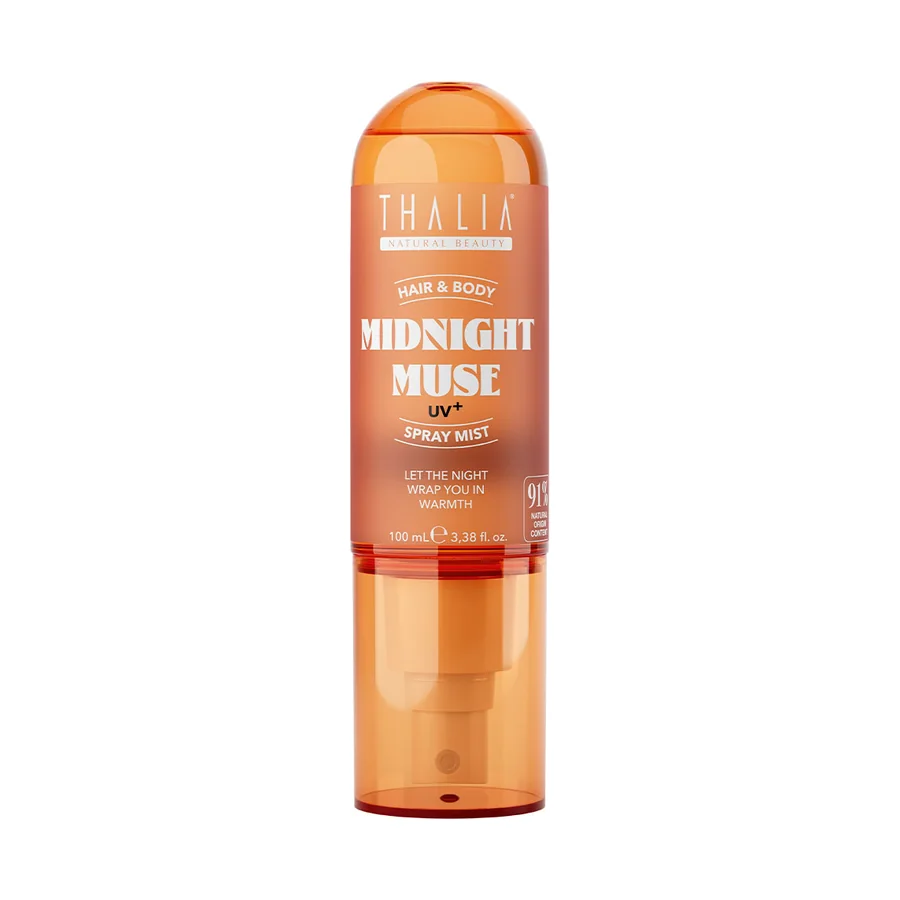 THALIA
NATURAL BEAUTY
HAIR & BODY
MIDNIGHT
MUSE
UV+
SPRAY MIST
LET THE NIGHT
WRAP YOU IN
WARMTH
91%
NATURAL
ORIGIN
CONTENT
100 mL ℮ 3,38 fl. oz.